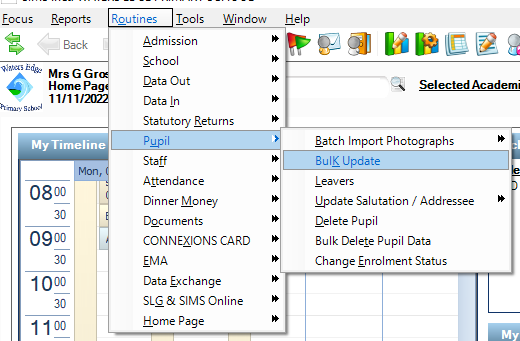 Focus Reports Routines Tools Window Help
Back
Waters Edge
Primary School
Mrs G Gros
Home Page
11/11/2022
Selected Academi
My Timeline
Mon, 0
08 00
30
09 00
30
10 00
30
11 00
Admission
School
Data Out
Data In
Statutory Returns
Pupil
Staff
Attendance
Dinner Money
Documents
CONNEXIONS CARD
EMA
Data Exchange
SLG & SIMS Online
Home Page
Batch Import Photographs
Bulk Update
Leavers
Update Salutation / Addressee
Delete Pupil
Bulk Delete Pupil Data
Change Enrolment Status